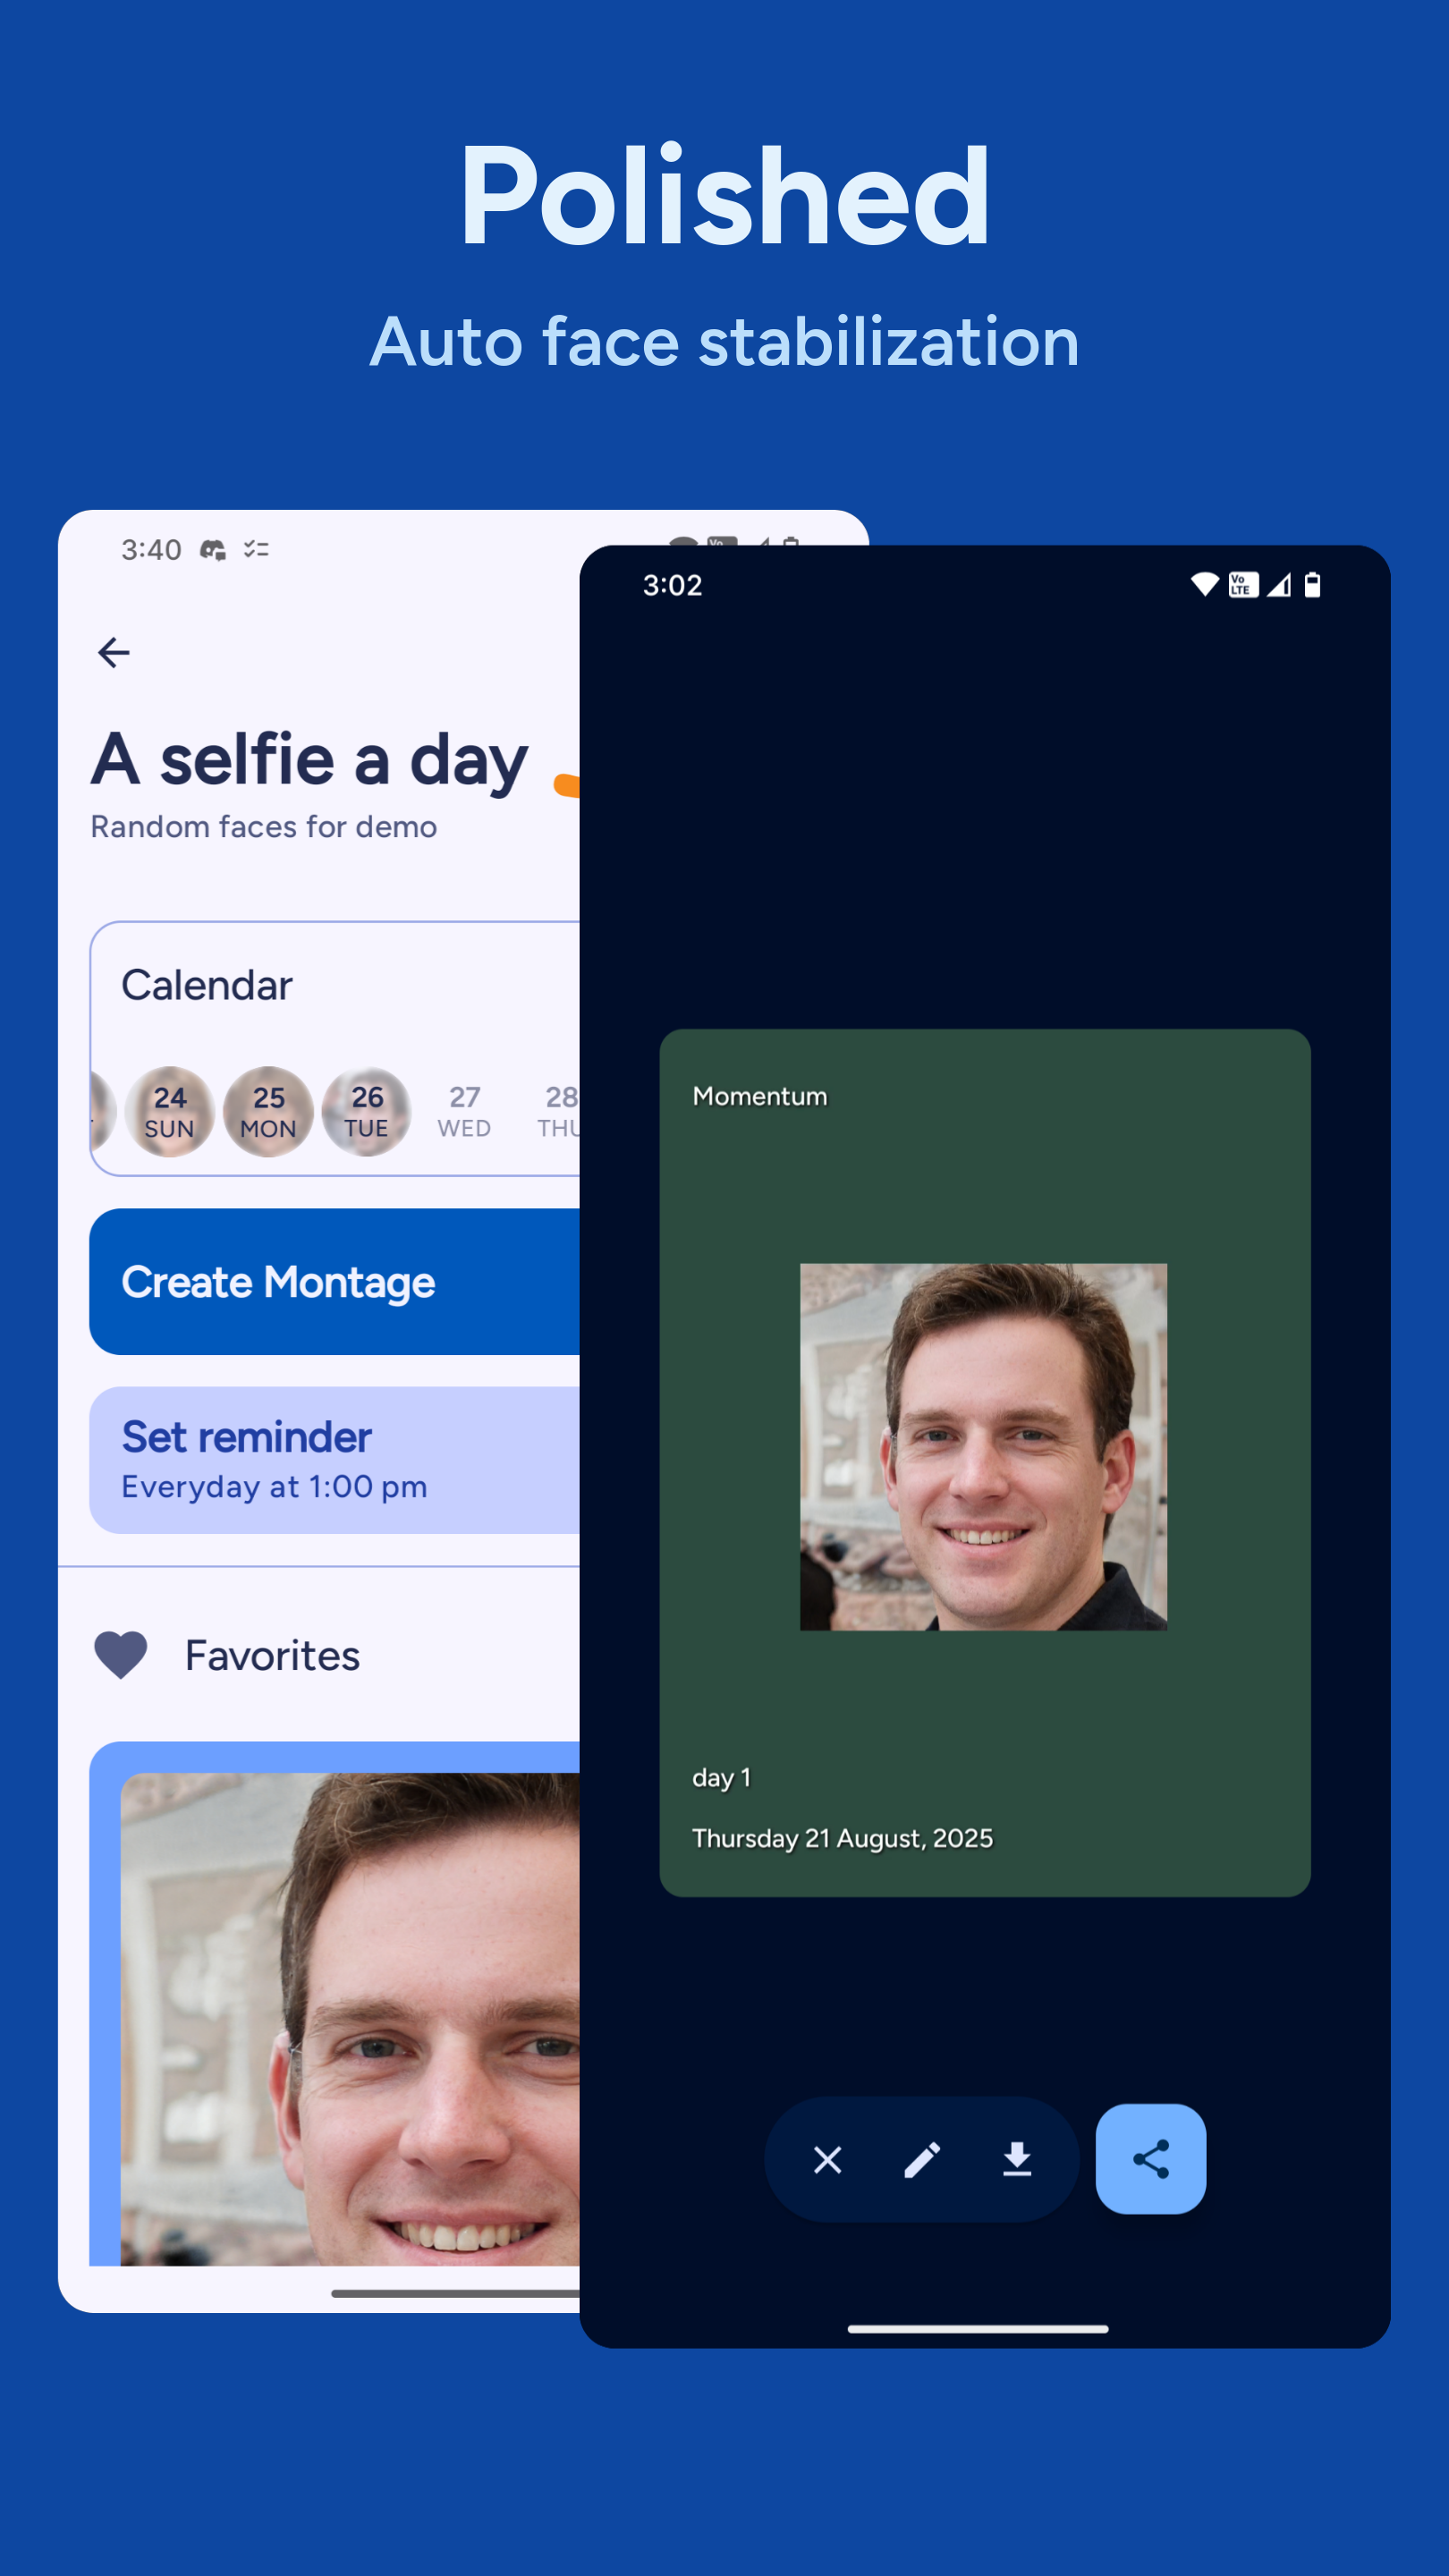 Polished
Auto face stabilization
3:40
A selfie a day
Random faces for demo
Calendar
24 25 26 27 28
SUN MON TUE WED THU
Create Montage
Set reminder
Everyday at 1:00 pm
Favorites
3:02
Vo LTE
Momentum
day 1
Thursday 21 August, 2025